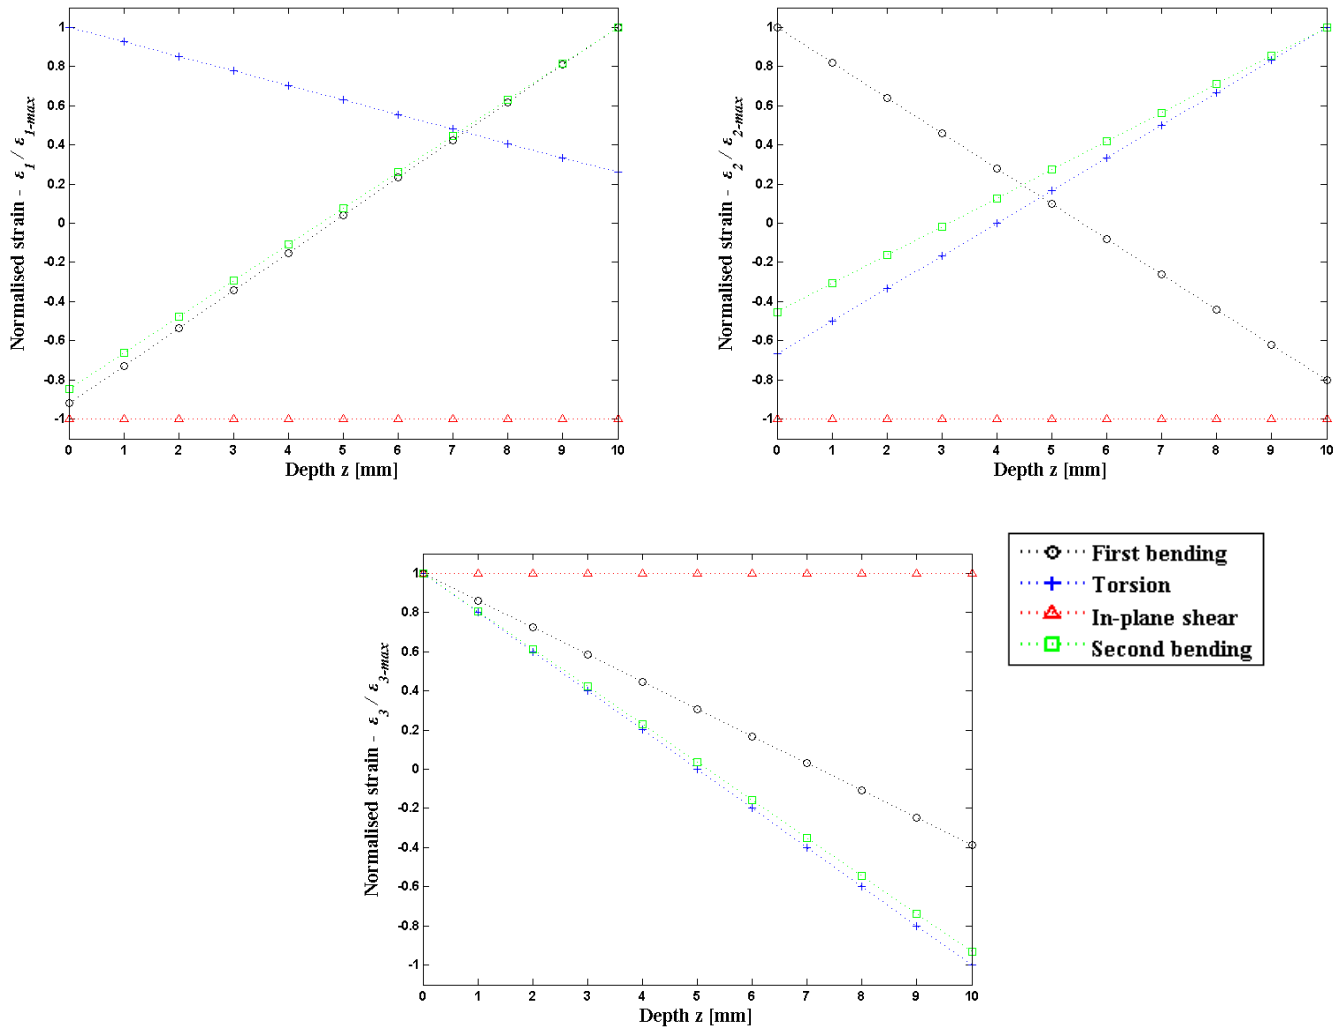 Normalised strain - ε1 / ε1-max
1
0.8
0.6
0.4
0.2
0
-0.2
-0.4
-0.6
-0.8
-1
0 1 2 3 4 5 6 7 8 9 10
Depth z [mm]
Normalised strain - ε2 / ε2-max
1
0.8
0.6
0.4
0.2
0
-0.2
-0.4
-0.6
-0.8
-1
0 1 2 3 4 5 6 7 8 9 10
Depth z [mm]
Normalised strain - ε3 / ε3-max
1
0.8
0.6
0.4
0.2
0
-0.2
-0.4
-0.6
-0.8
-1
0 1 2 3 4 5 6 7 8 9 10
Depth z [mm]
First bending
Torsion
In-plane shear
Second bending